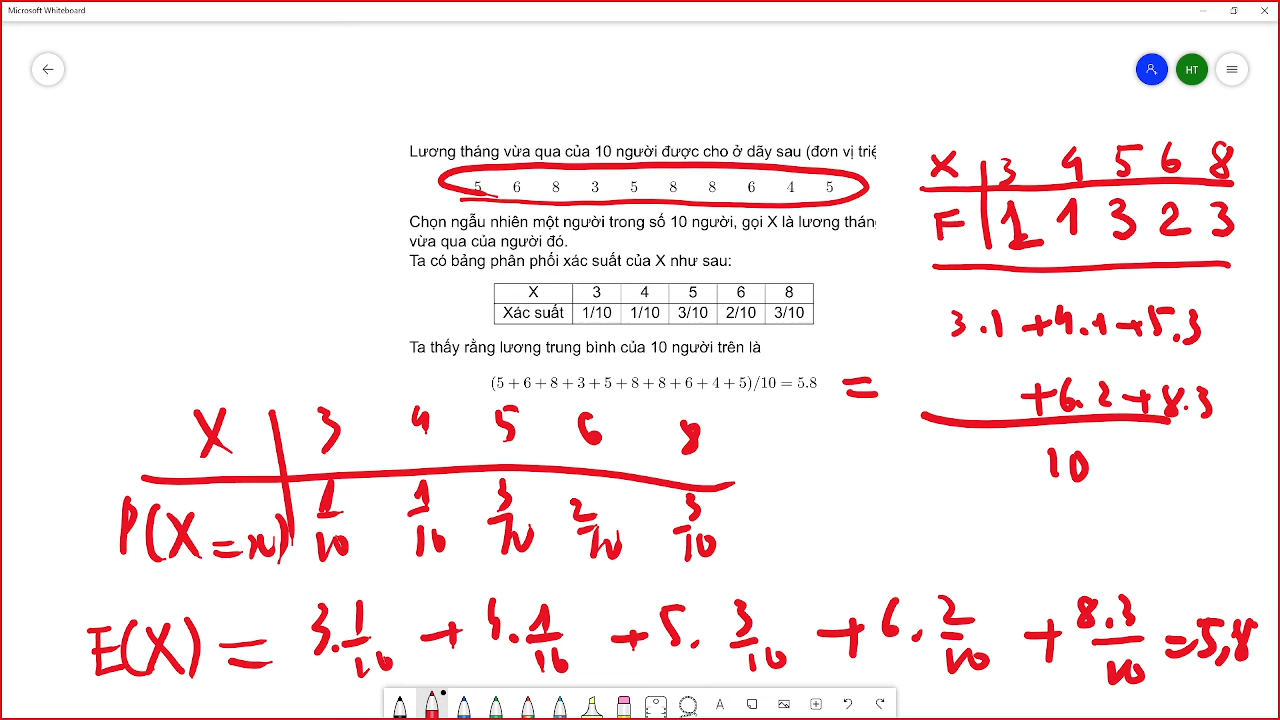 Microsoft Whiteboard
HT
Lương tháng vừa qua của 10 người được cho ở dãy sau (đơn vị triệ
5 6 8 3 5 8 8 6 4 5
Chọn ngẫu nhiên một người trong số 10 người, gọi X là lương tháng
vừa qua của người đó.
Ta có bảng phân phối xác suất của X như sau:
X 3 4 5 6 8
Xác suất 1/10 1/10 3/10 2/10 3/10
Ta thấy rằng lương trung bình của 10 người trên là
(5 + 6 + 8 + 3 + 5 + 8 + 8 + 6 + 4 + 5)/10 = 5.8 =
X 3 4 5 6 8
F 1 1 3 2 3
3.1 + 4.1 + 5.3
+ 6.2 + 8.3
10
X 3 4 5 6 8
P(X=x) 1/10 1/10 3/10 2/10 3/10
E(X) = 3.1/10 + 4.1/10 + 5.3/10 + 6.2/10 + 8.3/10 = 5,8
A